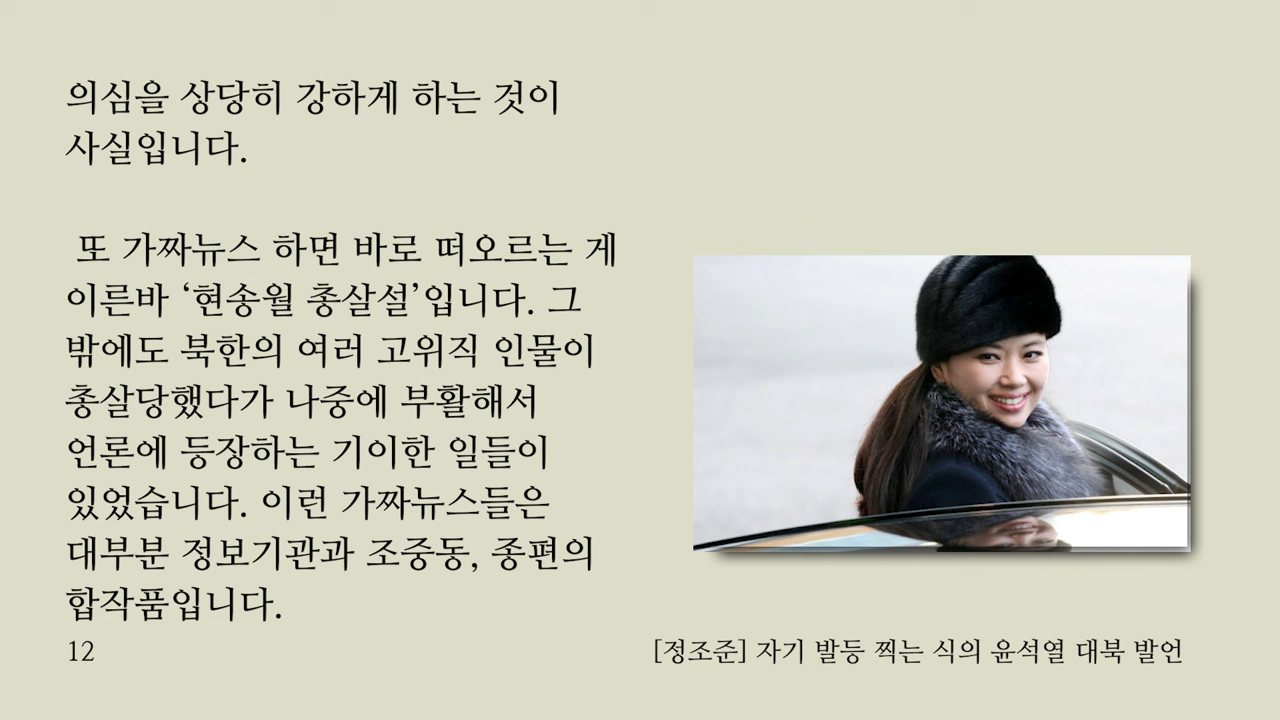 의심을 상당히 강하게 하는 것이
사실입니다.
또 가짜뉴스 하면 바로 떠오르는 게
이른바 ‘현송월 총살설’입니다. 그
밖에도 북한의 여러 고위직 인물이
총살당했다가 나중에 부활해서
언론에 등장하는 기이한 일들이
있었습니다. 이런 가짜뉴스들은
대부분 정보기관과 조중동, 종편의
합작품입니다.
12
[정조준] 자기 발등 찍는 식의 윤석열 대북 발언